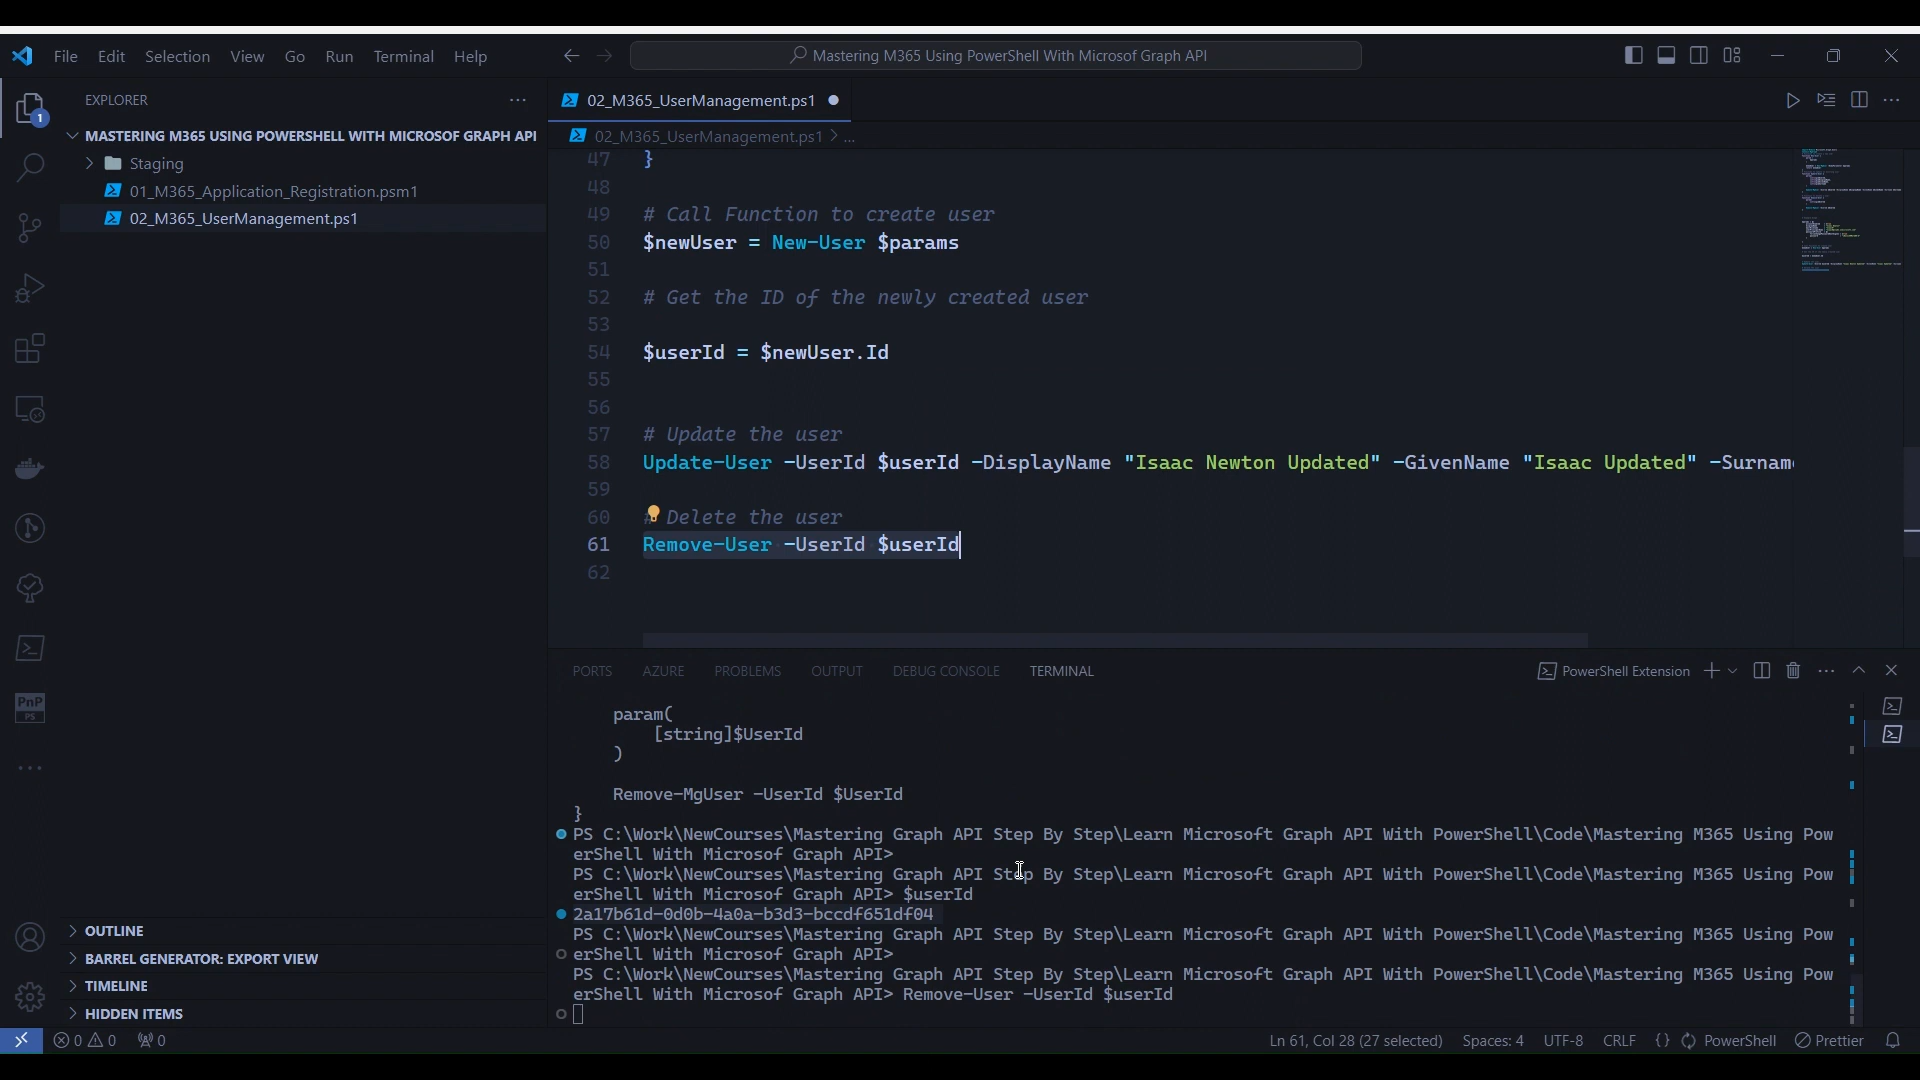 File Edit Selection View Go Run Terminal Help
Mastering M365 Using PowerShell With Microsof Graph API
EXPLORER
1
MASTERING M365 USING POWERSHELL WITH MICROSOF GRAPH API
Staging
01_M365_Application_Registration.psm1
02_M365_UserManagement.ps1
PnP
PS
OUTLINE
BARREL GENERATOR: EXPORT VIEW
TIMELINE
HIDDEN ITEMS
02_M365_UserManagement.ps1
02_M365_UserManagement.ps1 > ...
47 }
48
49 # Call Function to create user
50 $newUser = New-User $params
51
52 # Get the ID of the newly created user
53
54 $userId = $newUser.Id
55
56
57 # Update the user
58 Update-User -UserId $userId -DisplayName "Isaac Newton Updated" -GivenName "Isaac Updated" -Surnam
59
60 # Delete the user
61 Remove-User -UserId $userId
62
PORTS AZURE PROBLEMS OUTPUT DEBUG CONSOLE TERMINAL
PowerShell Extension
param(
[string]$UserId
)
Remove-MgUser -UserId $UserId
}
PS C:\Work\NewCourses\Mastering Graph API Step By Step\Learn Microsoft Graph API With PowerShell\Code\Mastering M365 Using Pow
erShell With Microsof Graph API>
PS C:\Work\NewCourses\Mastering Graph API Step By Step\Learn Microsoft Graph API With PowerShell\Code\Mastering M365 Using Pow
erShell With Microsof Graph API> $userId
2a17b61d-0d0b-4a0a-b3d3-bccdf651df04
PS C:\Work\NewCourses\Mastering Graph API Step By Step\Learn Microsoft Graph API With PowerShell\Code\Mastering M365 Using Pow
erShell With Microsof Graph API>
PS C:\Work\NewCourses\Mastering Graph API Step By Step\Learn Microsoft Graph API With PowerShell\Code\Mastering M365 Using Pow
erShell With Microsof Graph API> Remove-User -UserId $userId
0 0 0
Ln 61, Col 28 (27 selected) Spaces: 4 UTF-8 CRLF {} PowerShell Prettier